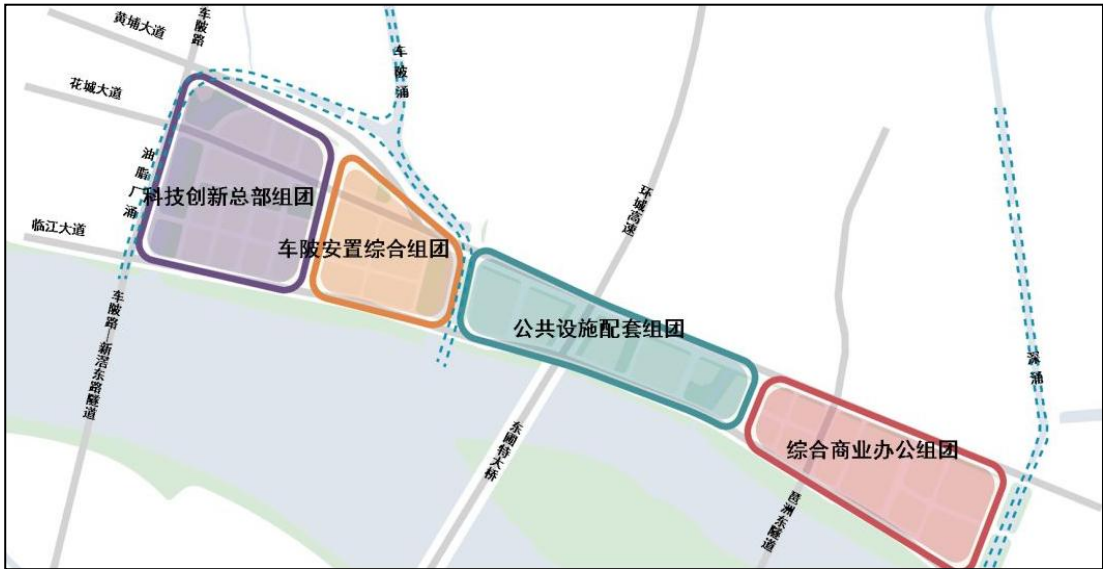 黄埔大道
车陂路
花城大道
车陂涌
油脂厂涌
科技创新总部组团
环城高速
临江大道
车陂安置综合组团
公共设施配套组团
车陂路—新滘东路隧道
深涌
东圃特大桥
综合商业办公组团
琶洲东隧道